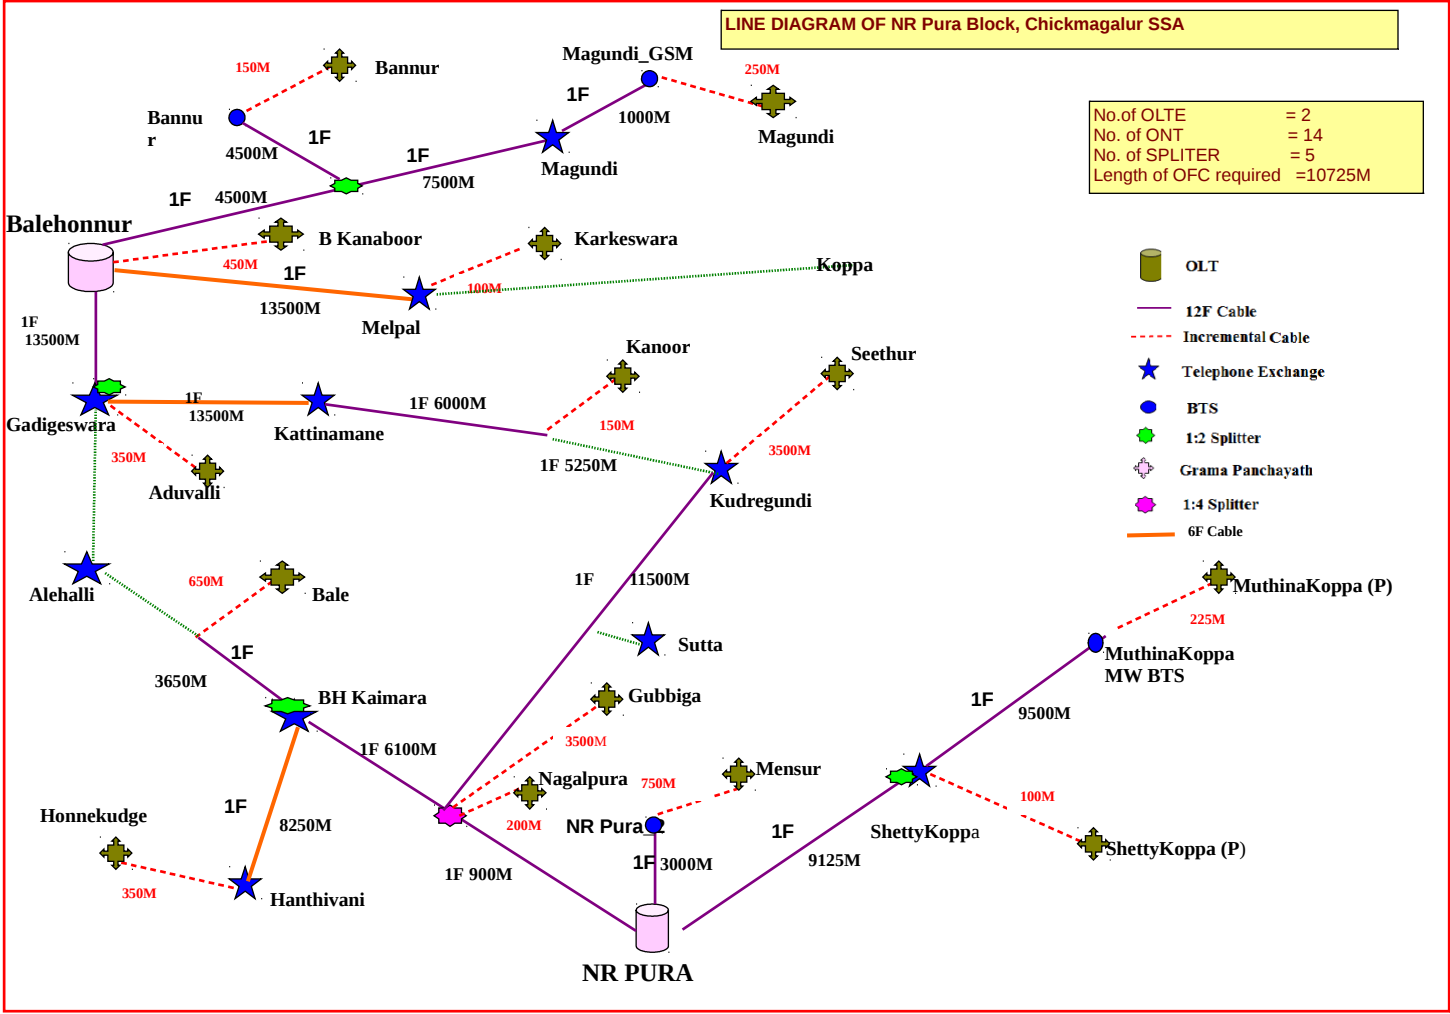 LINE DIAGRAM OF NR Pura Block, Chickmagalur SSA
No.of OLTE = 2
No. of ONT = 14
No. of SPLITER = 5
Length of OFC required =10725M
Magundi_GSM
150M
Bannur
250M
1F
1000M
Bannu
r
Magundi
1F
4500M
1F
7500M
Magundi
1F
4500M
Balehonnur
B Kanaboor
Karkeswara
450M
1F
Koppa
100M
13500M
Melpal
1F
13500M
Kanoor
Seethur
1F
13500M
1F 6000M
Gadigeswara
Kattinamane
150M
350M
3500M
1F 5250M
Aduvalli
Kudregundi
650M
1F
11500M
Alehalli
Bale
1F
Sutta
3650M
BH Kaimara
Gubbiga
1F 6100M
3500M
Nagalpura
750M
Mensur
1F
8250M
Honnekudge
200M
NR Pura_2
350M
Hanthivani
1F 900M
1F
3000M
NR PURA
MuthinaKoppa (P)
225M
MuthinaKoppa
MW BTS
1F
9500M
100M
1F
ShettyKoppa
9125M
ShettyKoppa (P)
OLT
12F Cable
Incremental Cable
Telephone Exchange
BTS
1:2 Splitter
Grama Panchayath
1:4 Splitter
6F Cable